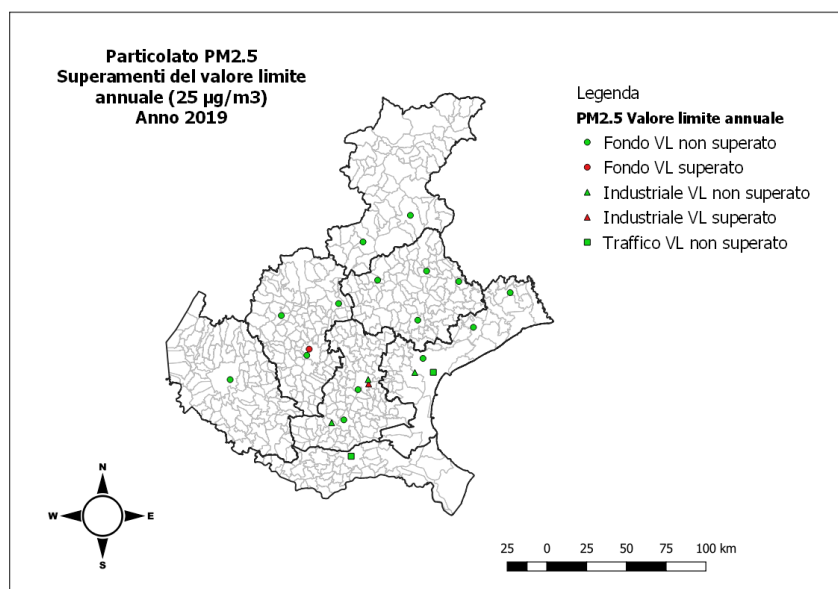 Particolato PM2.5
Superamenti del valore limite
annuale (25 µg/m3)
Anno 2019
Legenda
PM2.5 Valore limite annuale
Fondo VL non superato
Fondo VL superato
Industriale VL non superato
Industriale VL superato
Traffico VL non superato
N
W
E
S
25 0 25 50 75 100 km